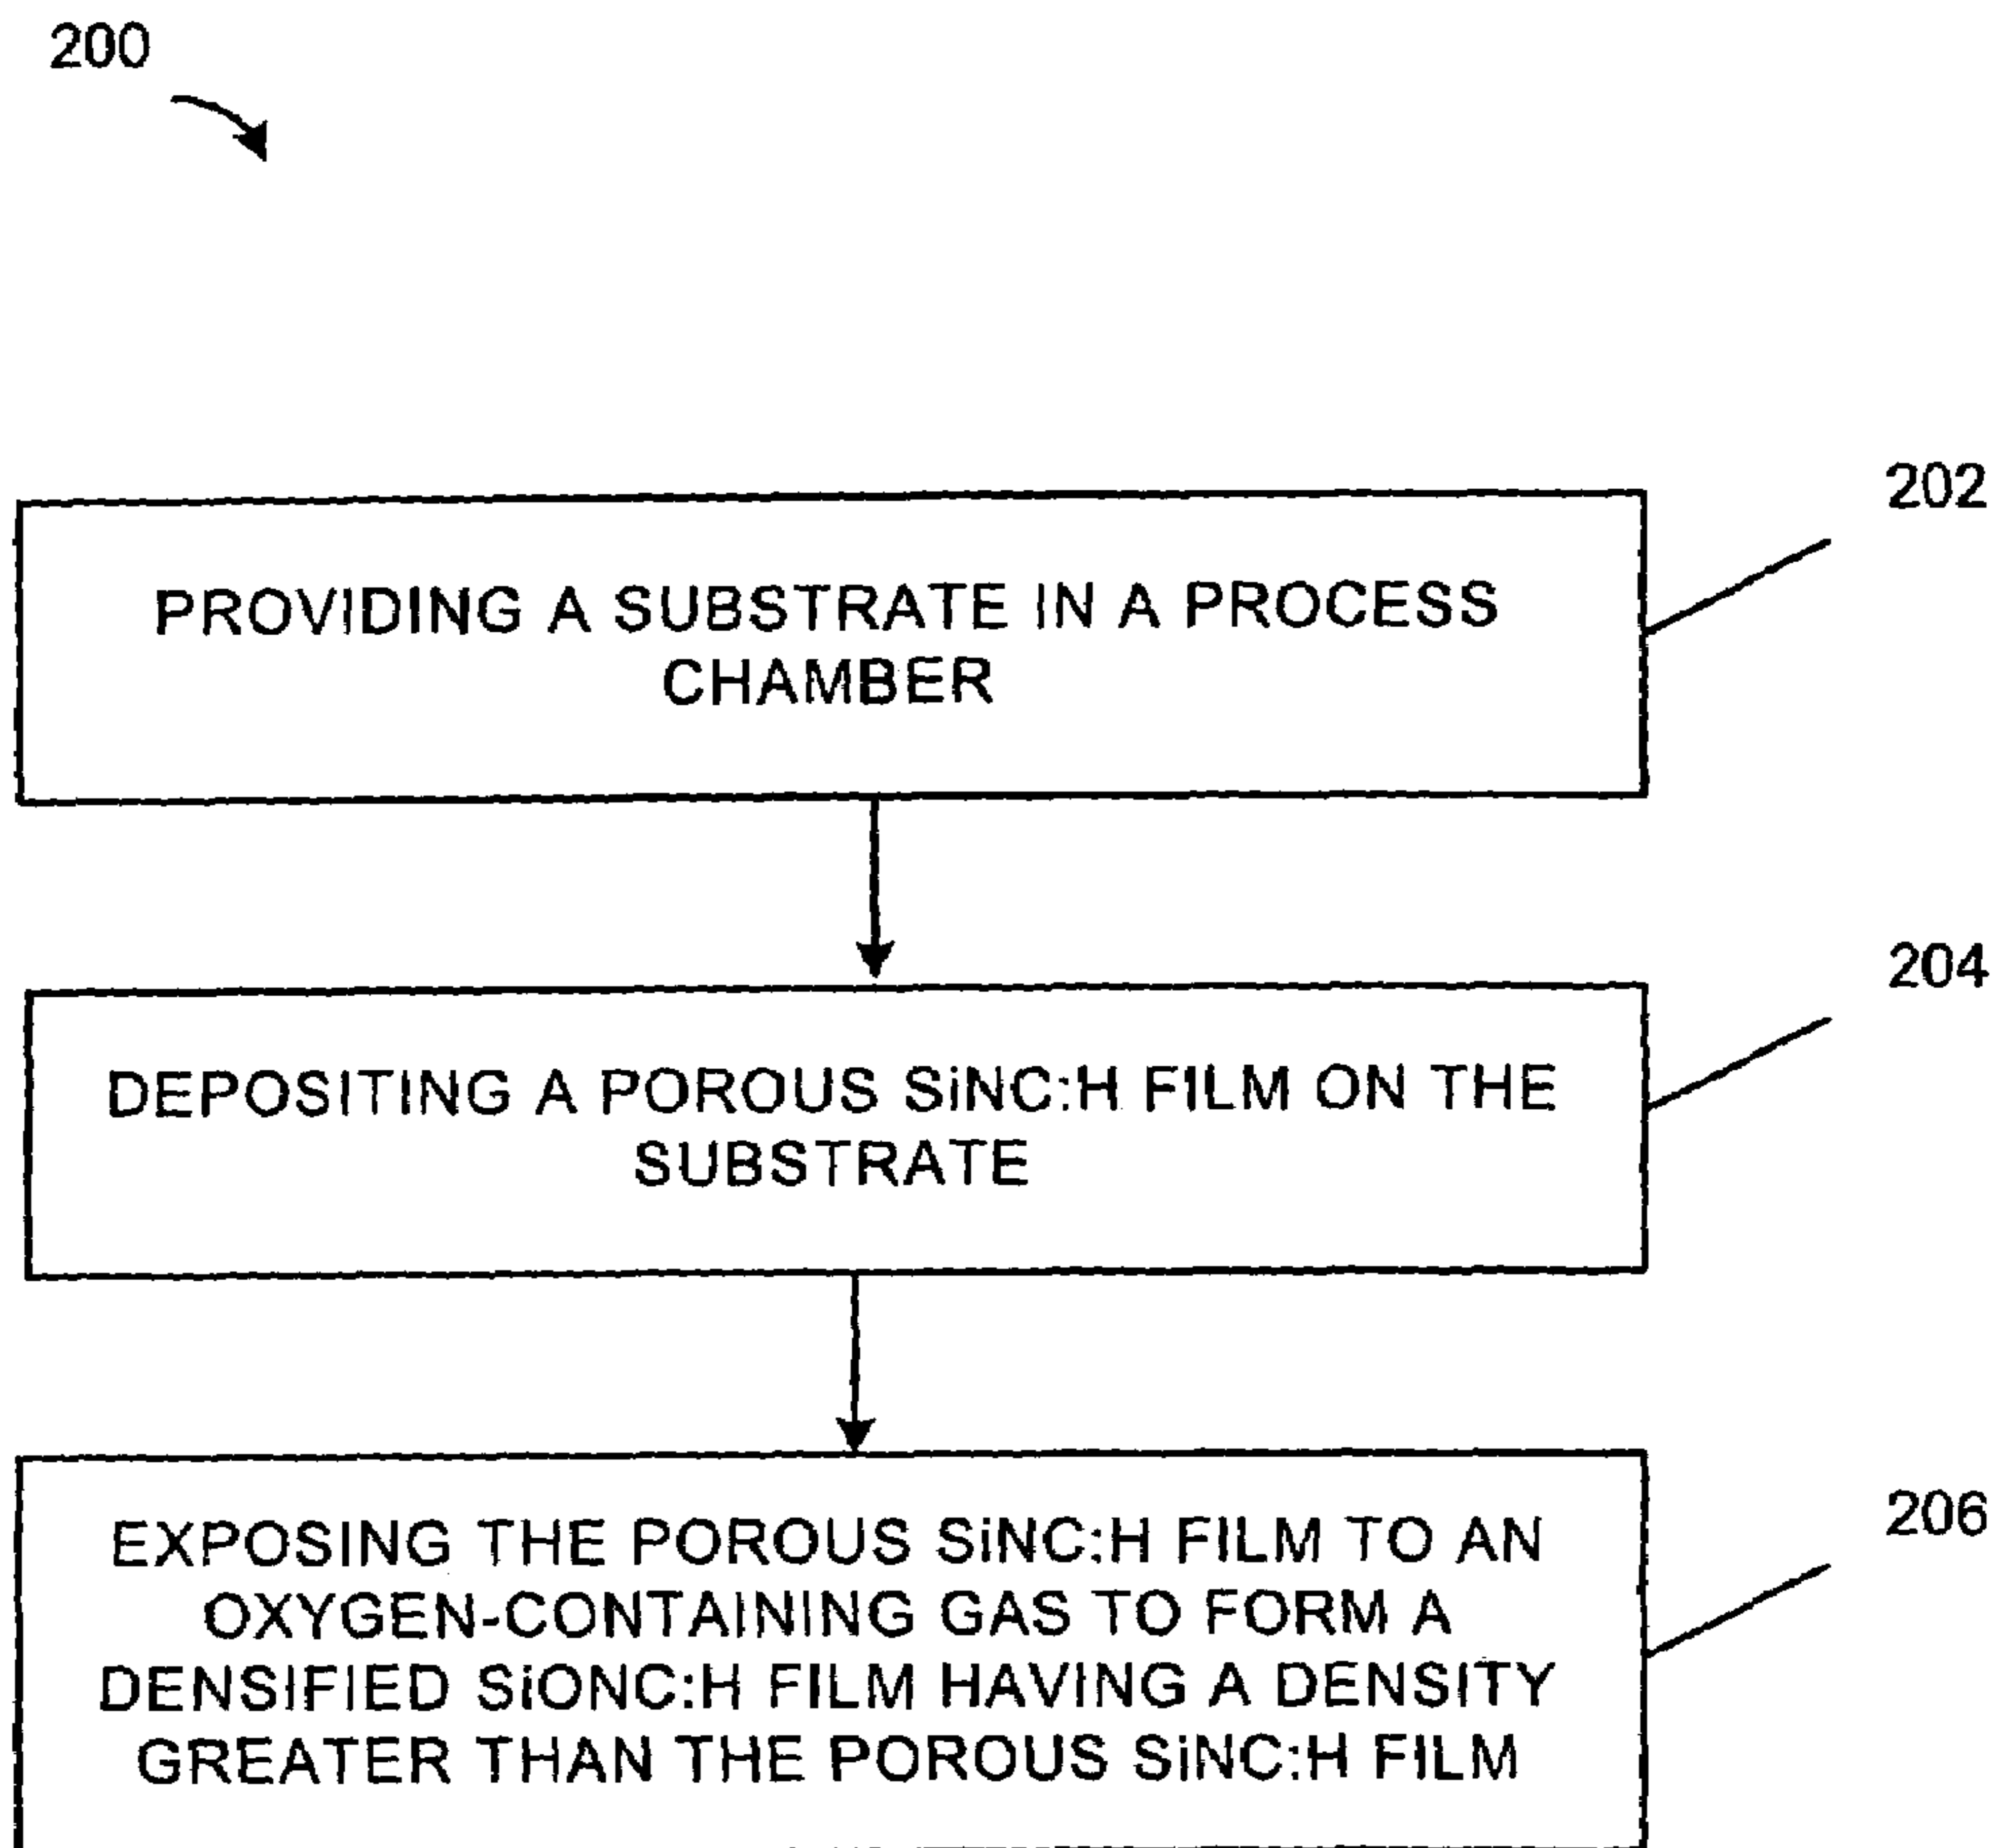 200
202
PROVIDING A SUBSTRATE IN A PROCESS
CHAMBER
204
DEPOSITING A POROUS SiNC:H FILM ON THE
SUBSTRATE
206
EXPOSING THE POROUS SiNC:H FILM TO AN
OXYGEN-CONTAINING GAS TO FORM A
DENSIFIED SiONC:H FILM HAVING A DENSITY
GREATER THAN THE POROUS SiNC:H FILM